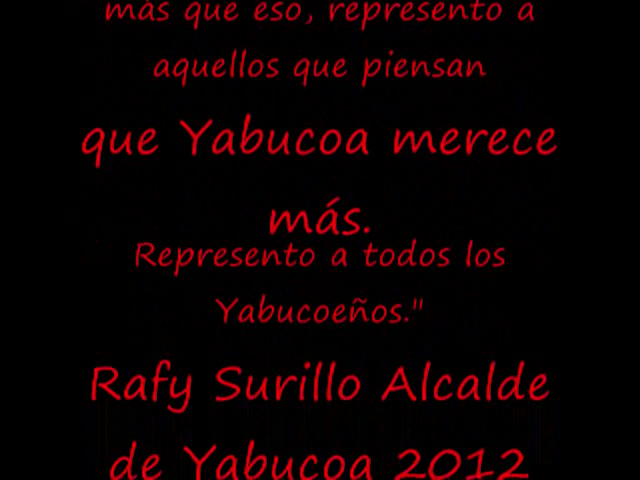 más que eso, represento a
aquellos que piensan
que Yabucoa merece
más.
Represento a todos los
Yabucoeños."
Rafy Surillo Alcalde
de Yabucoa 2012